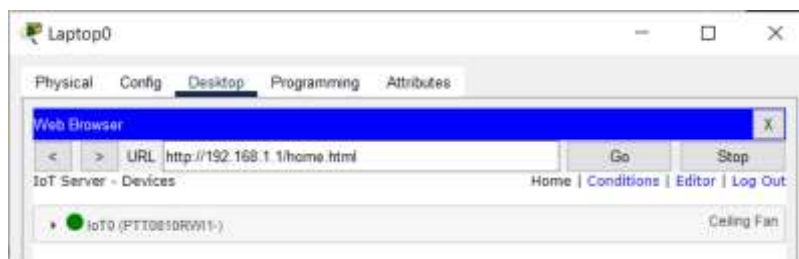 Laptop0
Physical Config Desktop Programming Attributes
Web Browser X
< > URL http://192.168.1.1/home.html Go Stop
IoT Server - Devices Home | Conditions | Editor | Log Out
IoT0 Ceiling Fan